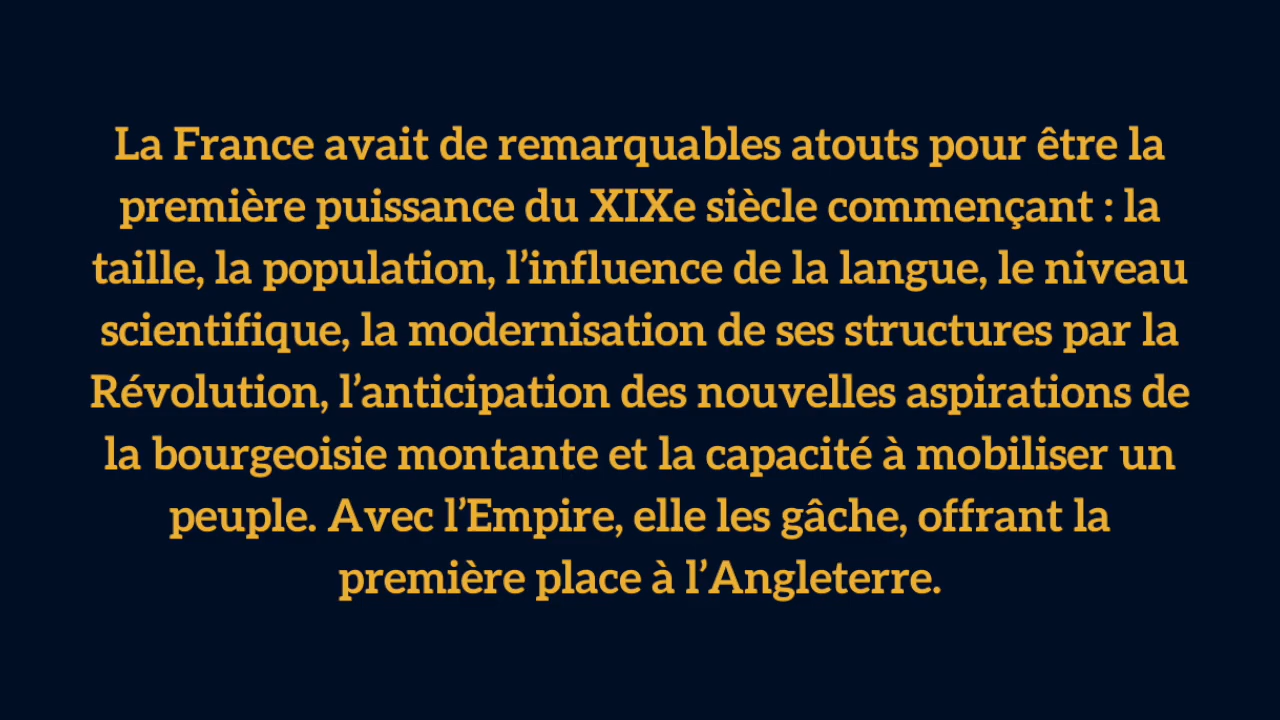 La France avait de remarquables atouts pour être la
première puissance du XIXe siècle commençant : la
taille, la population, l’influence de la langue, le niveau
scientifique, la modernisation de ses structures par la
Révolution, l’anticipation des nouvelles aspirations de
la bourgeoisie montante et la capacité à mobiliser un
peuple. Avec l’Empire, elle les gâche, offrant la
première place à l’Angleterre.